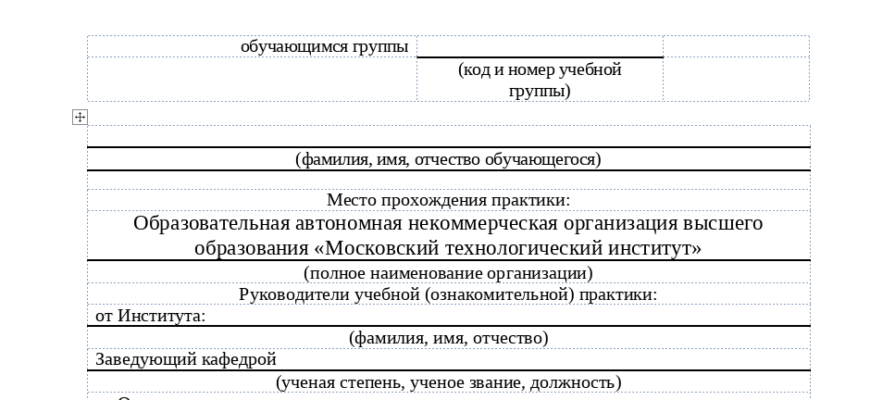 обучающимся группы
(код и номер учебной
группы)
(фамилия, имя, отчество обучающегося)
Место прохождения практики:
Образовательная автономная некоммерческая организация высшего
образования «Московский технологический институт»
(полное наименование организации)
Руководители учебной (ознакомительной) практики:
от Института:
(фамилия, имя, отчество)
Заведующий кафедрой
(ученая степень, ученое звание, должность)